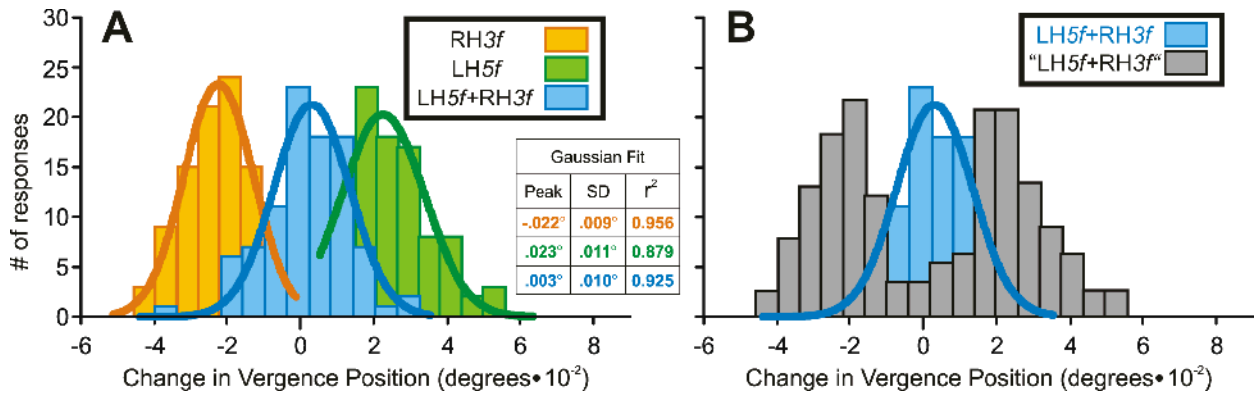 A
RH3f
LH5f
LH5f+RH3f
# of responses
30
25
20
15
10
5
0
-6 -4 -2 0 2 4 6 8
Change in Vergence Position (degrees•10⁻²)
Gaussian Fit
Peak SD r²
-.022° .009° 0.956
.023° .011° 0.879
.003° .010° 0.925
B
LH5f+RH3f
“LH5f+RH3f“
-6 -4 -2 0 2 4 6 8
Change in Vergence Position (degrees•10⁻²)